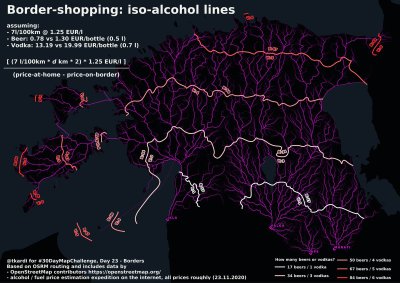 Border-shopping: iso-alcohol lines
assuming:
- 7l/100km @ 1.25 EUR/l
- Beer: 0.78 vs 1.30 EUR/bottle (0.5 l)
- Vodka: 13.19 vs 19.99 EUR/bottle (0.7 l)
[ (7 l/100km * d km * 2) * 1.25 EUR/l ]
(price-at-home - price-on-border)
@tkardi for #30DayMapChallenge, Day 23 - Borders
Based on OSRM routing and includes data by
- OpenStreetMap contributors https://openstreetmap.org/
- alcohol / fuel price estimation expedition on the internet, all prices roughly (23.11.2020)
How many beers or vodkas?
17 beers / 1 vodka
34 beers / 3 vodkas
50 beers / 4 vodkas
67 beers / 5 vodkas
84 beers / 6 vodkas